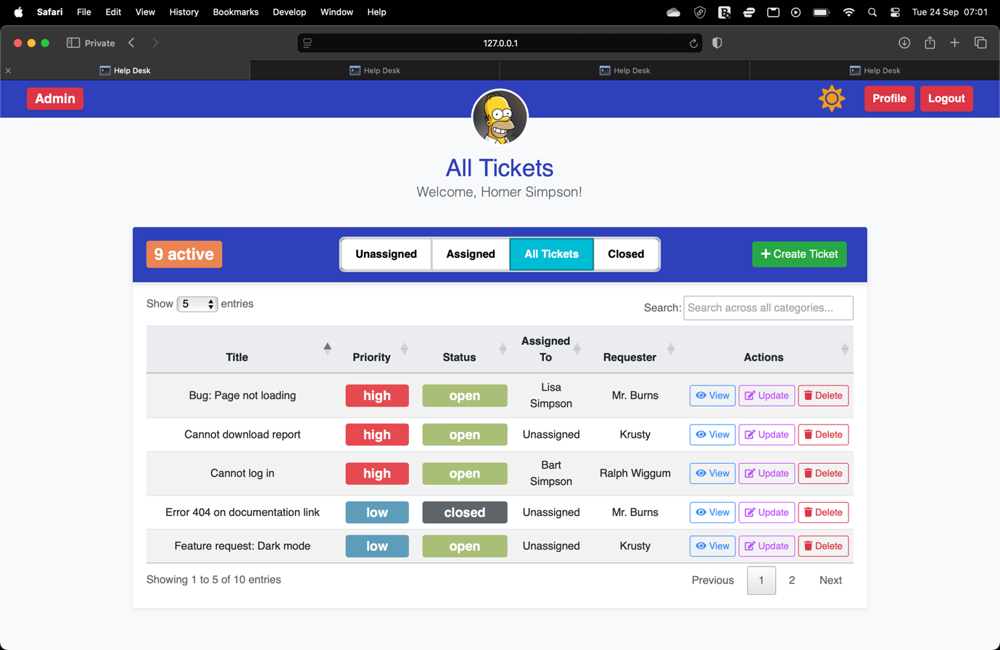 Safari File Edit View History Bookmarks Develop Window Help Tue 24 Sep 07:01
Private 127.0.0.1
Help Desk Help Desk Help Desk Help Desk
Admin Profile Logout
All Tickets
Welcome, Homer Simpson!
9 active Unassigned Assigned All Tickets Closed Create Ticket
Show 5 entries Search: Search across all categories...
Title Priority Status Assigned To Requester Actions
Bug: Page not loading high open Lisa Simpson Mr. Burns View Update Delete
Cannot download report high open Unassigned Krusty View Update Delete
Cannot log in high open Bart Simpson Ralph Wiggum View Update Delete
Error 404 on documentation link low closed Unassigned Mr. Burns View Update Delete
Feature request: Dark mode low open Unassigned Krusty View Update Delete
Showing 1 to 5 of 10 entries Previous 1 2 Next